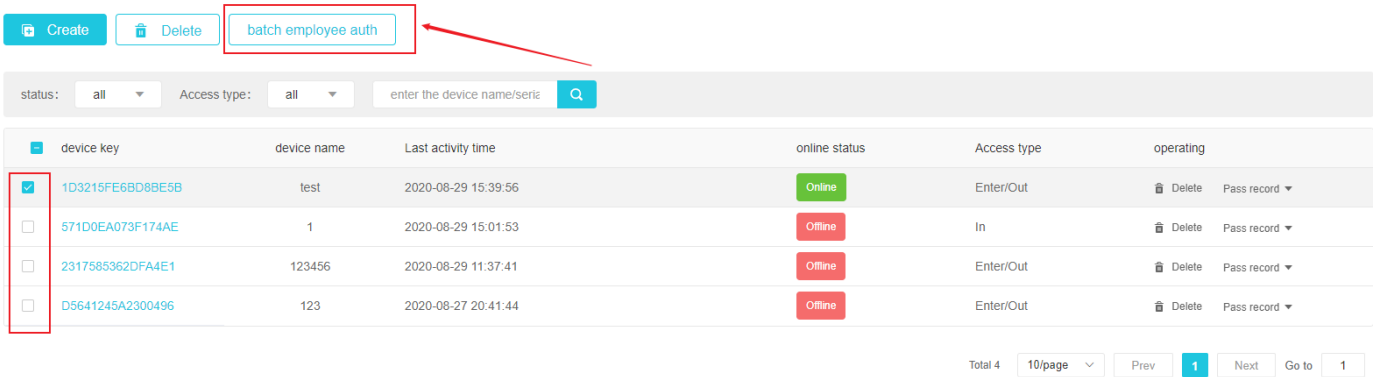 Create Delete batch employee auth
status: all Access type: all enter the device name/seria
device key device name Last activity time online status Access type operating
1D3215FE6BD8BE5B test 2020-08-29 15:39:56 Online Enter/Out Delete Pass record
571D0EA073F174AE 1 2020-08-29 15:01:53 Offline In Delete Pass record
2317585362DFA4E1 123456 2020-08-29 11:37:41 Offline Enter/Out Delete Pass record
D5641245A2300496 123 2020-08-27 20:41:44 Offline Enter/Out Delete Pass record
Total 4 10/page Prev 1 Next Go to 1